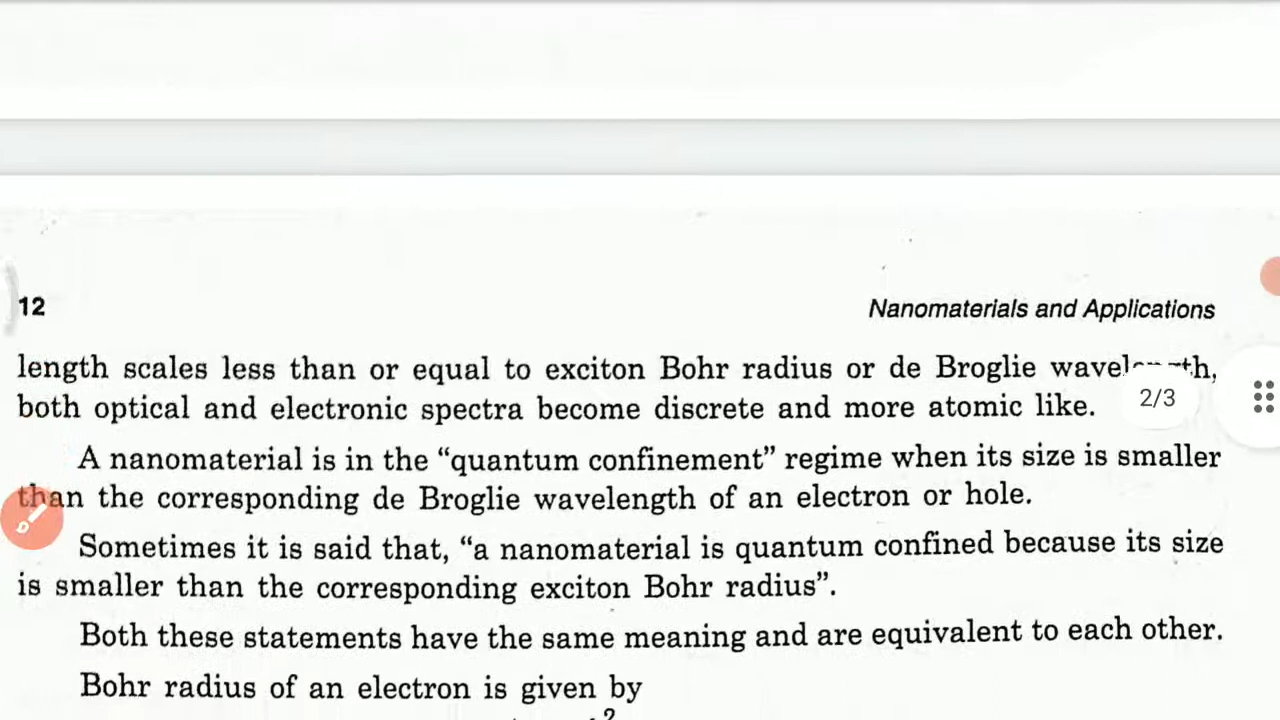 12
Nanomaterials and Applications
length scales less than or equal to exciton Bohr radius or de Broglie
both optical and electronic spectra become discrete and more atomic like.
2/3
A nanomaterial is in the “quantum confinement” regime when its size is smaller
than the corresponding de Broglie wavelength of an electron or hole.
Sometimes it is said that, “a nanomaterial is quantum confined because its size
is smaller than the corresponding exciton Bohr radius”.
Both these statements have the same meaning and are equivalent to each other.
Bohr radius of an electron is given by